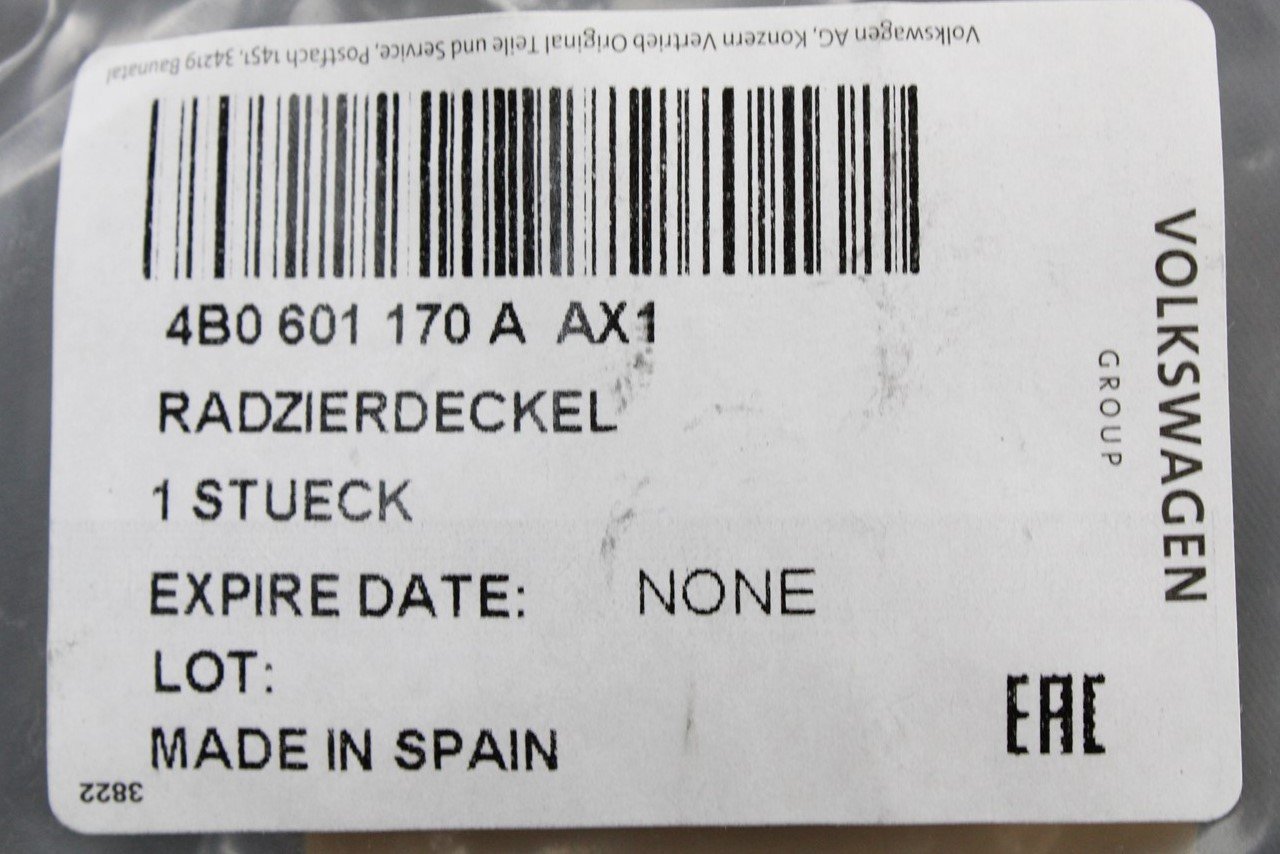 Volkswagen AG, Konzern Vertrieb Original Teile und Service, Postfach 1451, 34219 Baunatal
4B0 601 170 A AX1
RADZIERDECKEL
1 STUECK
EXPIRE DATE: NONE
LOT:
MADE IN SPAIN
3822
VOLKSWAGEN
GROUP
EAC